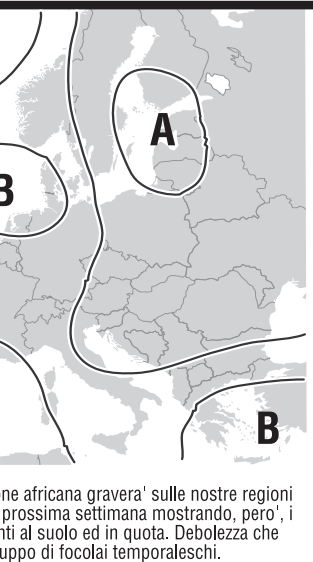 A
B
B
one africana gravera' sulle nostre regioni
prossima settimana mostrando, pero', i
nti al suolo ed in quota. Debolezza che
uppo di focolai temporaleschi.